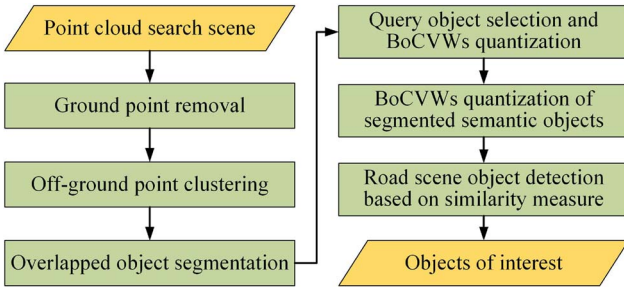 Point cloud search scene
Ground point removal
Off-ground point clustering
Overlapped object segmentation
Query object selection and
BoCVWs quantization
BoCVWs quantization of
segmented semantic objects
Road scene object detection
based on similarity measure
Objects of interest